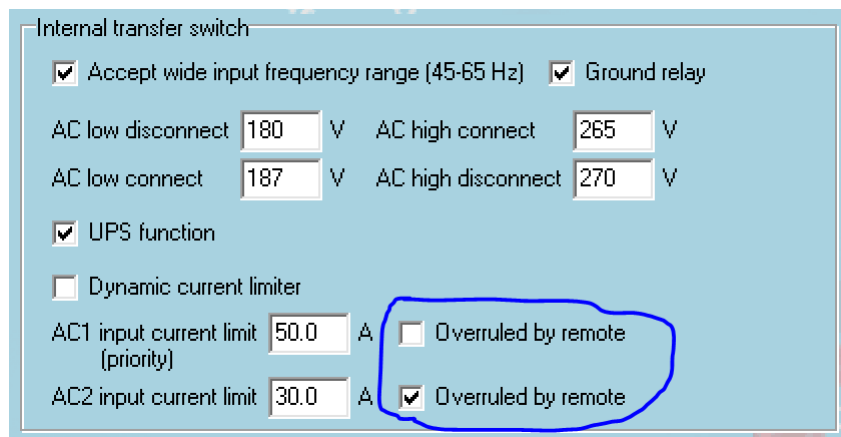 Internal transfer switch
Accept wide input frequency range (45-65 Hz) Ground relay
AC low disconnect 180 V AC high connect 265 V
AC low connect 187 V AC high disconnect 270 V
UPS function
Dynamic current limiter
AC1 input current limit 50.0 A Overruled by remote
(priority)
AC2 input current limit 30.0 A Overruled by remote